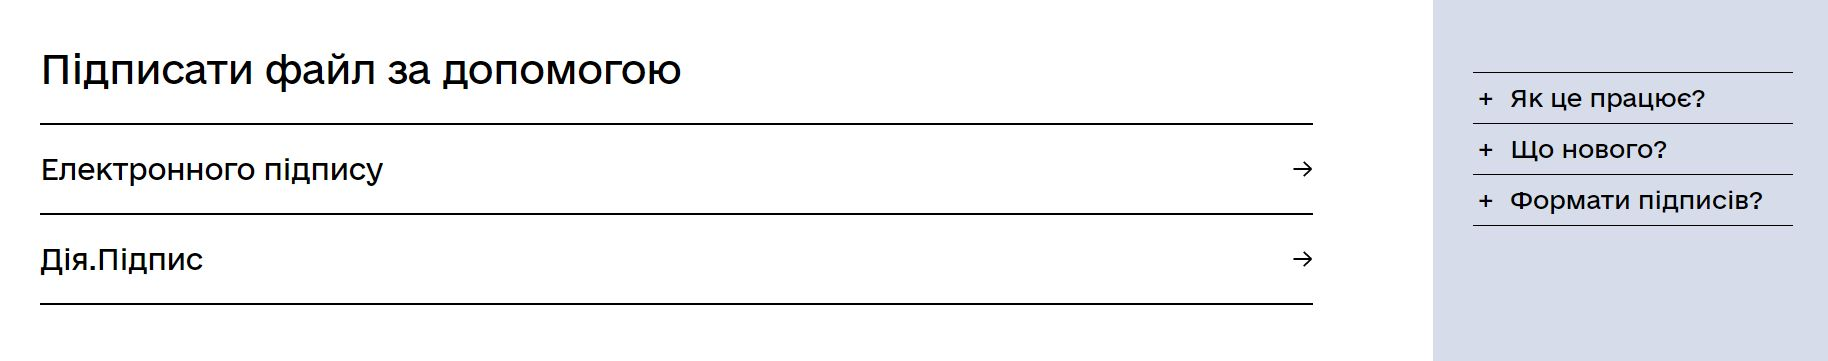 Підписати файл за допомогою
Електронного підпису →
Дія.Підпис →
+ Як це працює?
+ Що нового?
+ Формати підписів?